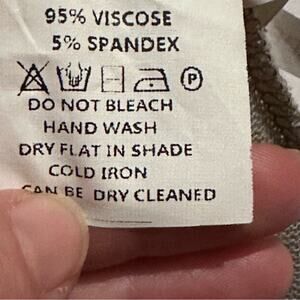 95% VISCOSE
5% SPANDEX
P
DO NOT BLEACH
HAND WASH
DRY FLAT IN SHADE
COLD IRON
CAN BE DRY CLEANED